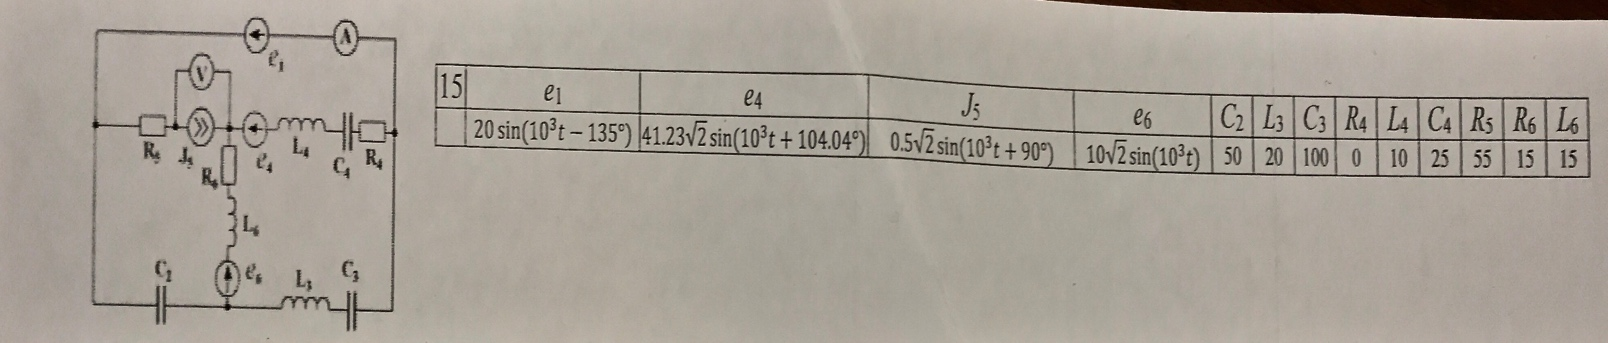 A
e₁
V
R₅ J₅ e₄ L₄ C₄ R₄
R₆
L₆
C₂ e₆ L₃ C₃
15 e₁ e₄ J₅ e₆ C₂ L₃ C₃ R₄ L₄ C₄ R₅ R₆ L₆
20 sin(10³t − 135°) 41.23√2 sin(10³t + 104.04°) 0.5√2 sin(10³t + 90°) 10√2 sin(10³t) 50 20 100 0 10 25 55 15 15